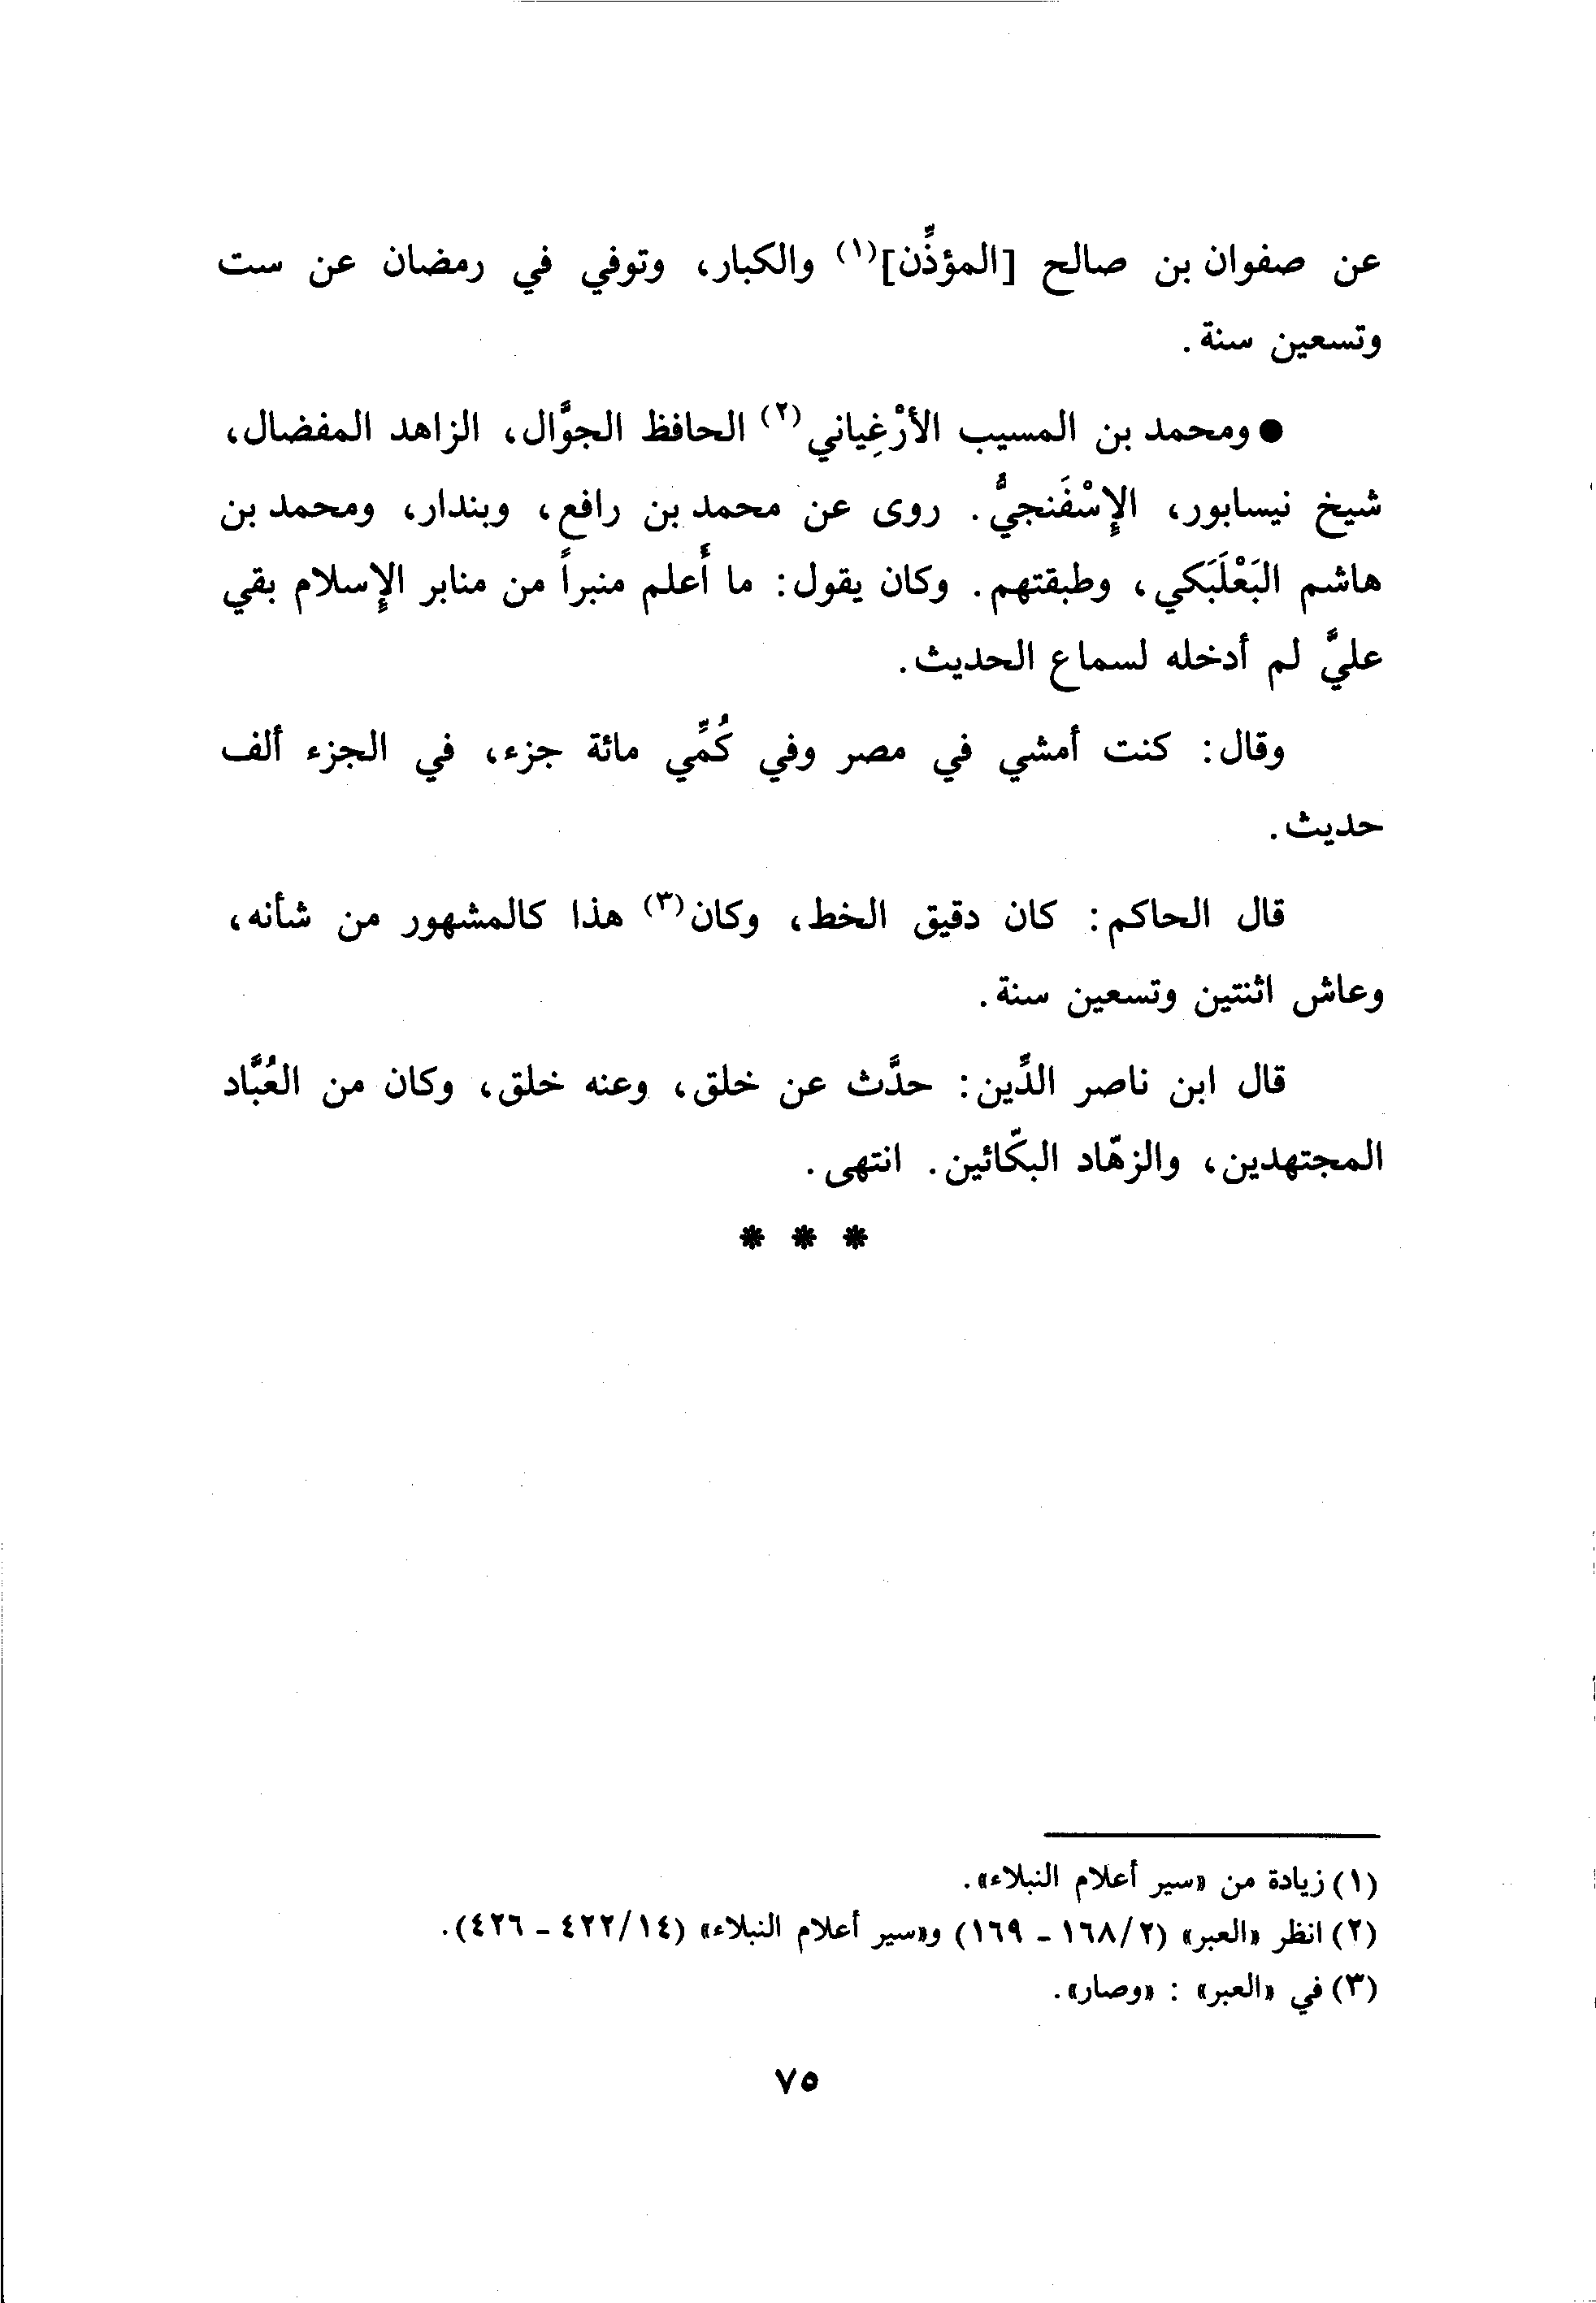 عن صفوان بن صالح [المؤذِّن](١) والكبار، وتوفي في رمضان عن ست
وتسعين سنة.
● ومحمد بن المسيب الأرْغِياني(٢) الحافظ الجوَّال، الزاهد المفضال،
شيخ نيسابور، الإِسْفَنجيُّ. روى عن محمد بن رافع، وبندار، ومحمد بن
هاشم البَعْلَبَكي، وطبقتهم. وكان يقول: ما أَعلم منبراً من منابر الإِسلام بقي
عليَّ لم أدخله لسماع الحديث.
وقال: كنت أمشي في مصر وفي كُمِّي مائة جزء، في الجزء ألف
حديث.
قال الحاكم: كان دقيق الخط، وكان(٣) هذا كالمشهور من شأنه،
وعاش اثنتين وتسعين سنة.
قال ابن ناصر الدِّين: حدَّث عن خلق، وعنه خلق، وكان من العُبَّاد
المجتهدين، والزهّاد البكّائين. انتهى.
* * *
(١) زيادة من «سير أعلام النبلاء».
(٢) انظر «العبر» (٢/١٦٨ - ١٦٩) و«سير أعلام النبلاء» (١٤/٤٢٢ - ٤٢٦).
(٣) في «العبر» : «وصار».
٧٥